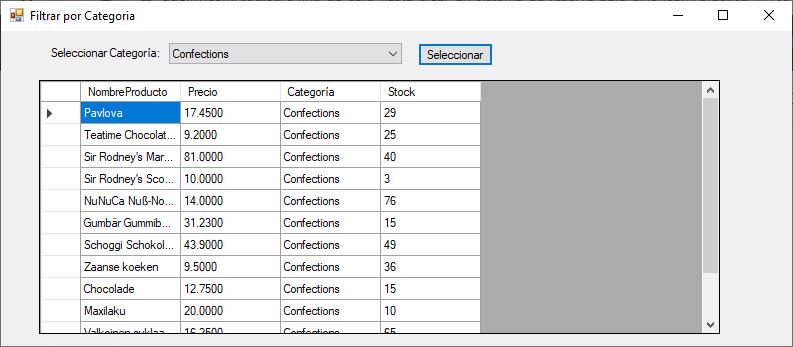 Filtrar por Categoria
Seleccionar Categoría: Confections Seleccionar
NombreProducto Precio Categoría Stock
Pavlova 17.4500 Confections 29
Teatime Chocolat... 9.2000 Confections 25
Sir Rodney's Mar... 81.0000 Confections 40
Sir Rodney's Sco... 10.0000 Confections 3
NuNuCa Nuß-No... 14.0000 Confections 76
Gumbär Gummib... 31.2300 Confections 15
Schoggi Schokol... 43.9000 Confections 49
Zaanse koeken 9.5000 Confections 36
Chocolade 12.7500 Confections 15
Maxilaku 20.0000 Confections 10
Valkoinen suklaa 16.2500 Confections 65